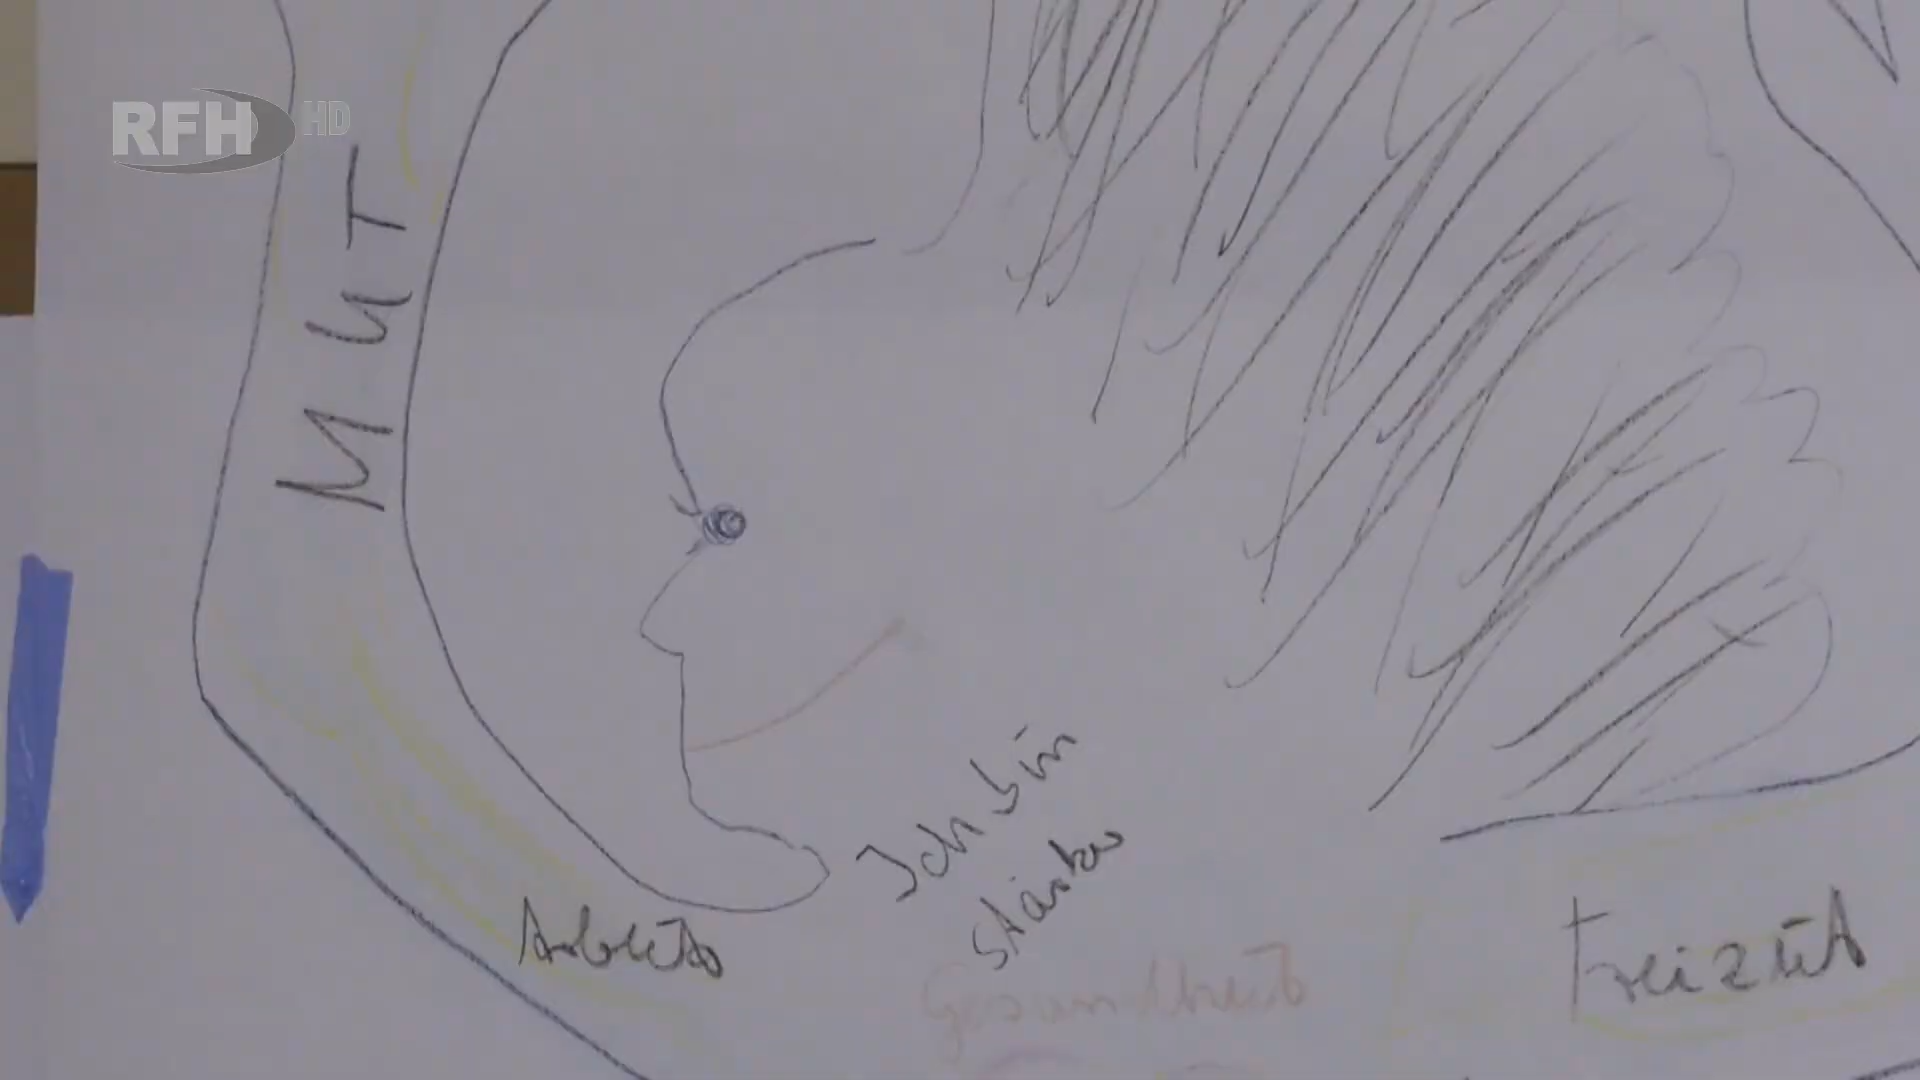 RFH HD
MUT
Ich bin
stärker
Arbeit
Gesundheit
Freizeit